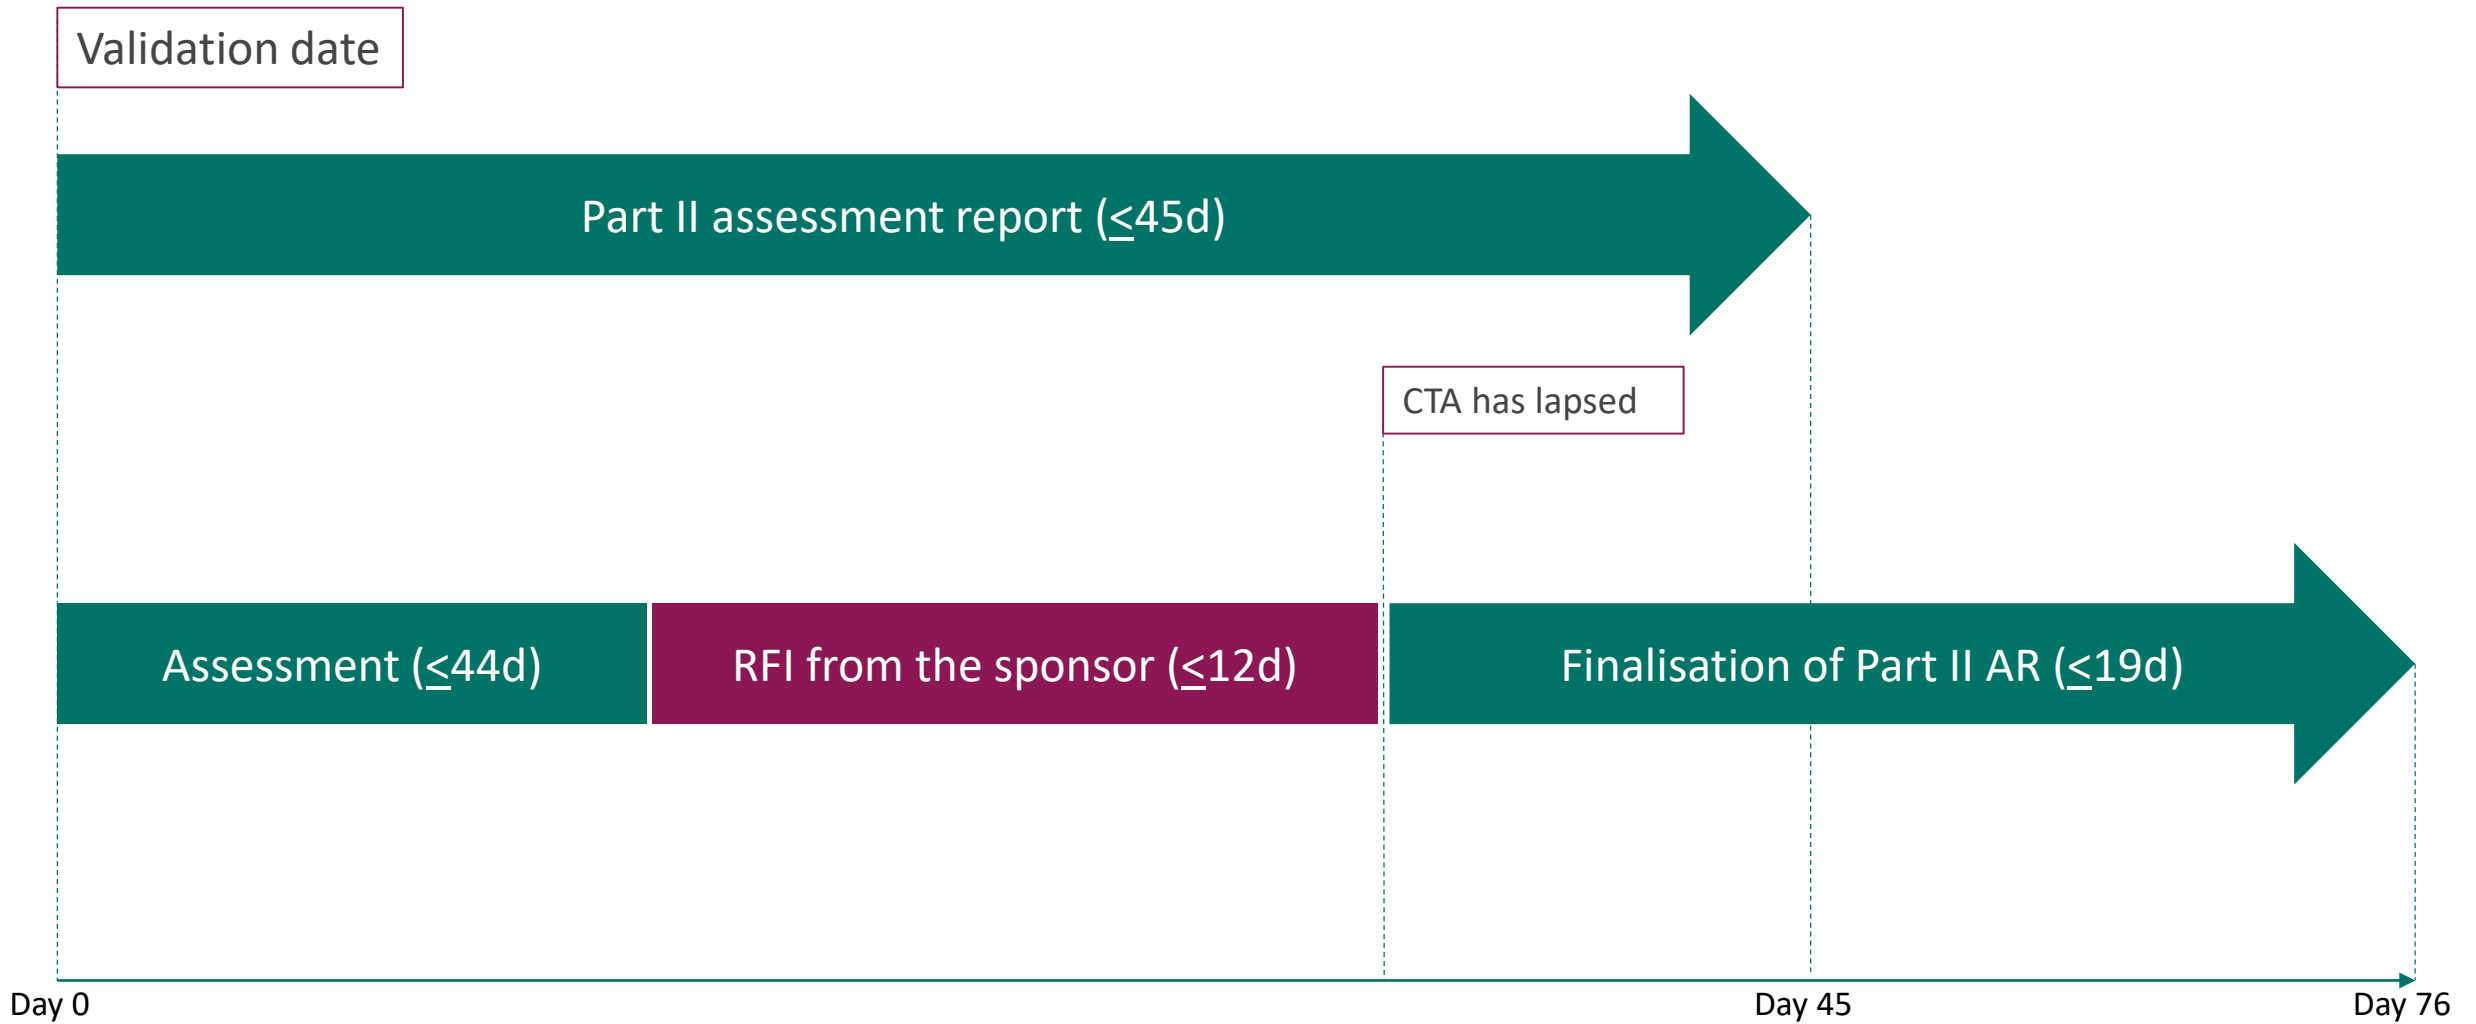 Validation date
Part II assessment report (≤45d)
CTA has lapsed
Assessment (≤44d)
RFI from the sponsor (≤12d)
Finalisation of Part II AR (≤19d)
Day 0
Day 45
Day 76